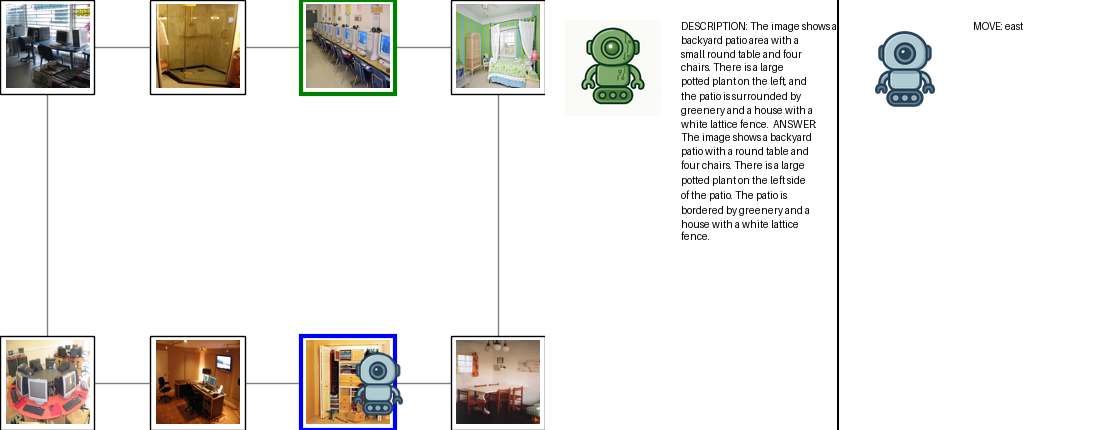 DESCRIPTION: The image shows a
backyard patio area with a
small round table and four
chairs. There is a large
potted plant on the left, and
the patio is surrounded by
greenery and a house with a
white lattice fence. ANSWER:
The image shows a backyard
patio with a round table and
four chairs. There is a large
potted plant on the left side
of the patio. The patio is
bordered by greenery and a
house with a white lattice
fence.
MOVE: east